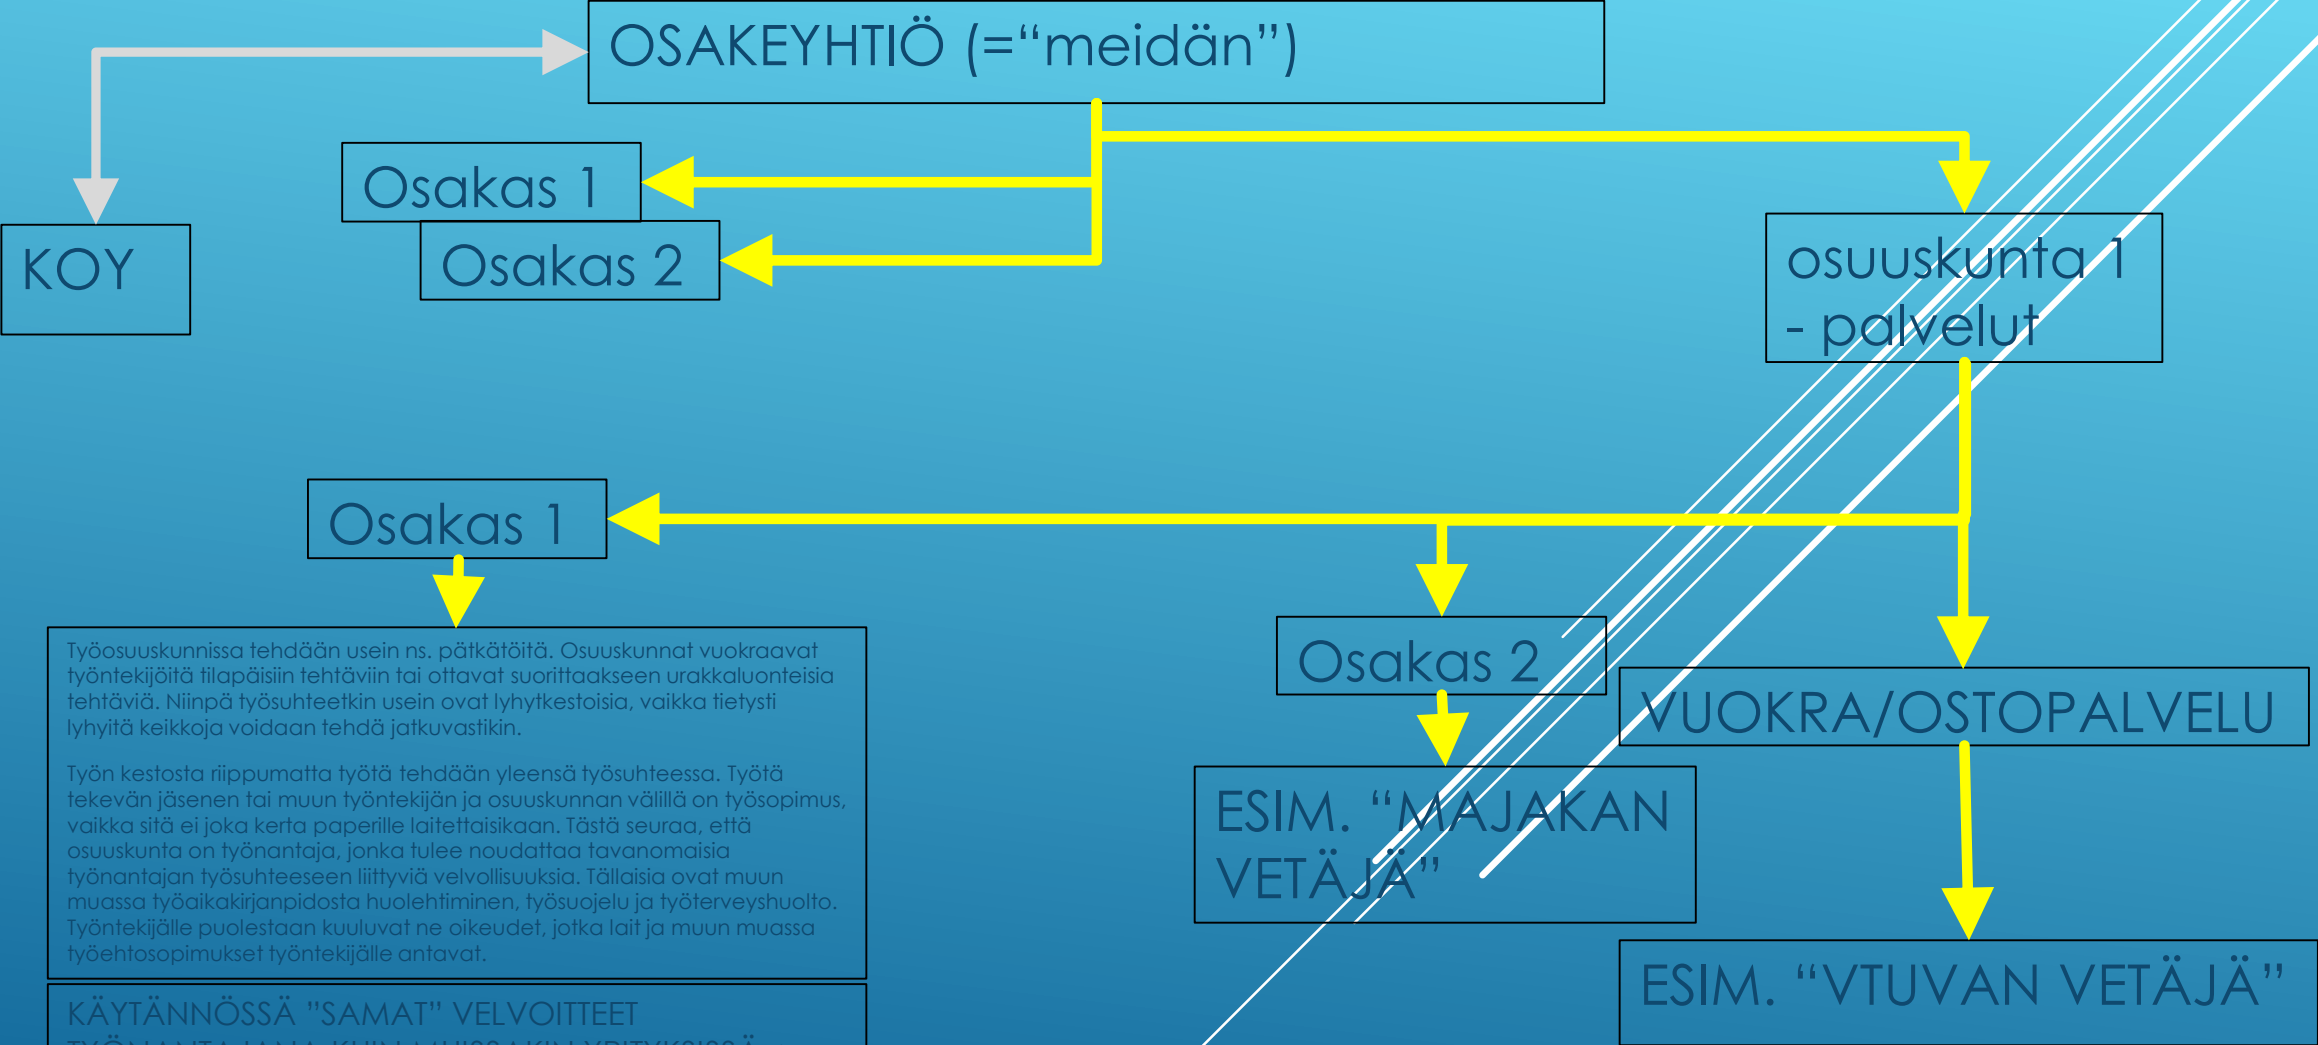 OSAKEYHTIÖ (=“meidän”)
Osakas 1
Osakas 2
KOY
osuuskunta 1
- palvelut
Osakas 1
Osakas 2
VUOKRA/OSTOPALVELU
Työosuuskunnissa tehdään usein ns. pätkätöitä. Osuuskunnat vuokraavat
työntekijöitä tilapäisiin tehtäviin tai ottavat suorittaakseen urakkaluonteisia
tehtäviä. Niinpä työsuhteetkin usein ovat lyhytkestoisia, vaikka tietysti
lyhyitä keikkoja voidaan tehdä jatkuvastikin.
Työn kestosta riippumatta työtä tehdään yleensä työsuhteessa. Työtä
tekevän jäsenen tai muun työntekijän ja osuuskunnan välillä on työsopimus,
vaikka sitä ei joka kerta paperille laitettaisikaan. Tästä seuraa, että
osuuskunta on työnantaja, jonka tulee noudattaa tavanomaisia
työnantajan työsuhteeseen liittyviä velvollisuuksia. Tällaisia ovat muun
muassa työaikakirjanpidosta huolehtiminen, työsuojelu ja työterveyshuolto.
Työntekijälle puolestaan kuuluvat ne oikeudet, jotka lait ja muun muassa
työehtosopimukset työntekijälle antavat.
ESIM. “MAJAKAN
VETÄJÄ”
ESIM. “VTUVAN VETÄJÄ”
KÄYTÄNNÖSSÄ ”SAMAT” VELVOITTEET
TYÖNANTAJANA KUIN MUISSAKIN YRITYKSISSÄ